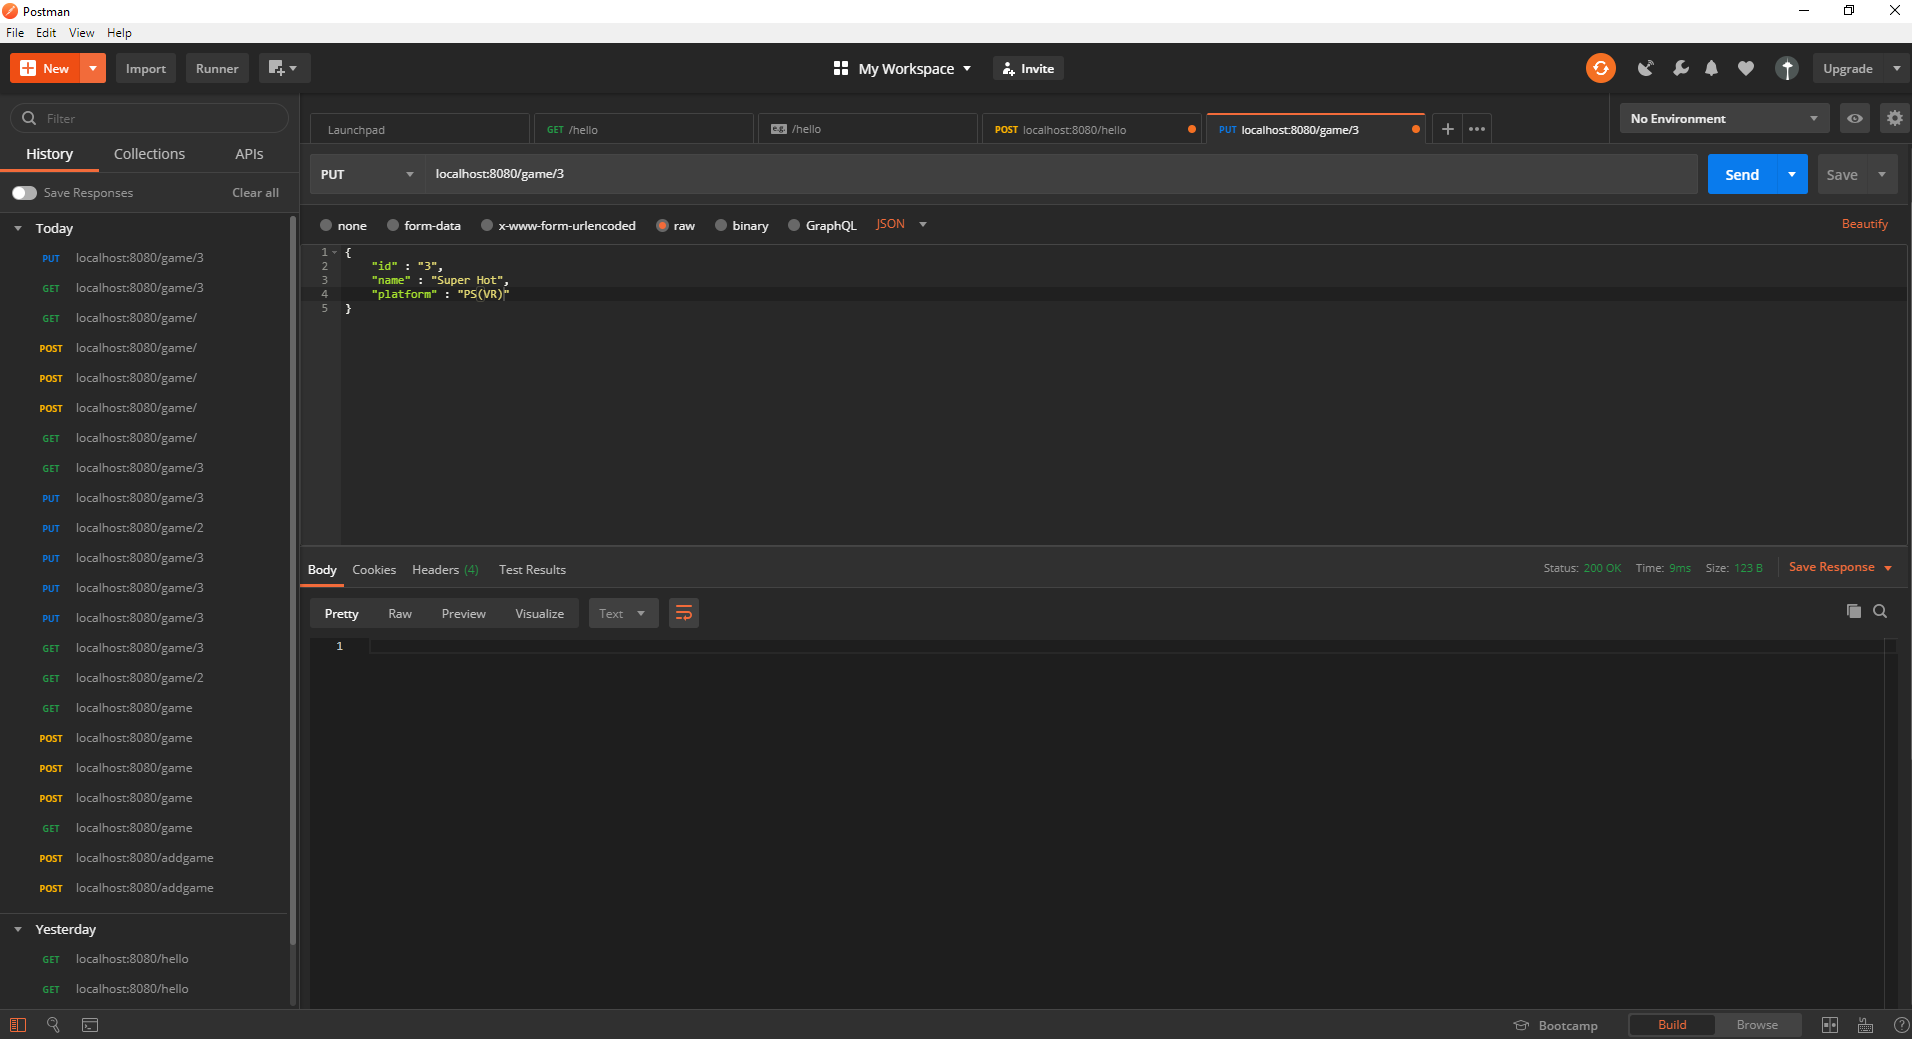 Postman
File Edit View Help
New Import Runner My Workspace Invite Upgrade
Filter
History Collections APIs
Save Responses Clear all
Today
PUT localhost:8080/game/3
GET localhost:8080/game/3
GET localhost:8080/game/
POST localhost:8080/game/
POST localhost:8080/game/
POST localhost:8080/game/
GET localhost:8080/game/
GET localhost:8080/game/3
PUT localhost:8080/game/3
PUT localhost:8080/game/2
PUT localhost:8080/game/3
PUT localhost:8080/game/3
PUT localhost:8080/game/3
GET localhost:8080/game/3
GET localhost:8080/game/2
GET localhost:8080/game
POST localhost:8080/game
POST localhost:8080/game
POST localhost:8080/game
GET localhost:8080/game
POST localhost:8080/addgame
POST localhost:8080/addgame
Yesterday
GET localhost:8080/hello
GET localhost:8080/hello
Launchpad GET /hello e.g. /hello POST localhost:8080/hello PUT localhost:8080/game/3 No Environment
PUT localhost:8080/game/3 Send Save
none form-data x-www-form-urlencoded raw binary GraphQL JSON Beautify
1 {
2 "id" : "3",
3 "name" : "Super Hot",
4 "platform" : "PS(VR)"
5 }
Body Cookies Headers (4) Test Results Status: 200 OK Time: 9ms Size: 123 B Save Response
Pretty Raw Preview Visualize Text
1
Bootcamp Build Browse